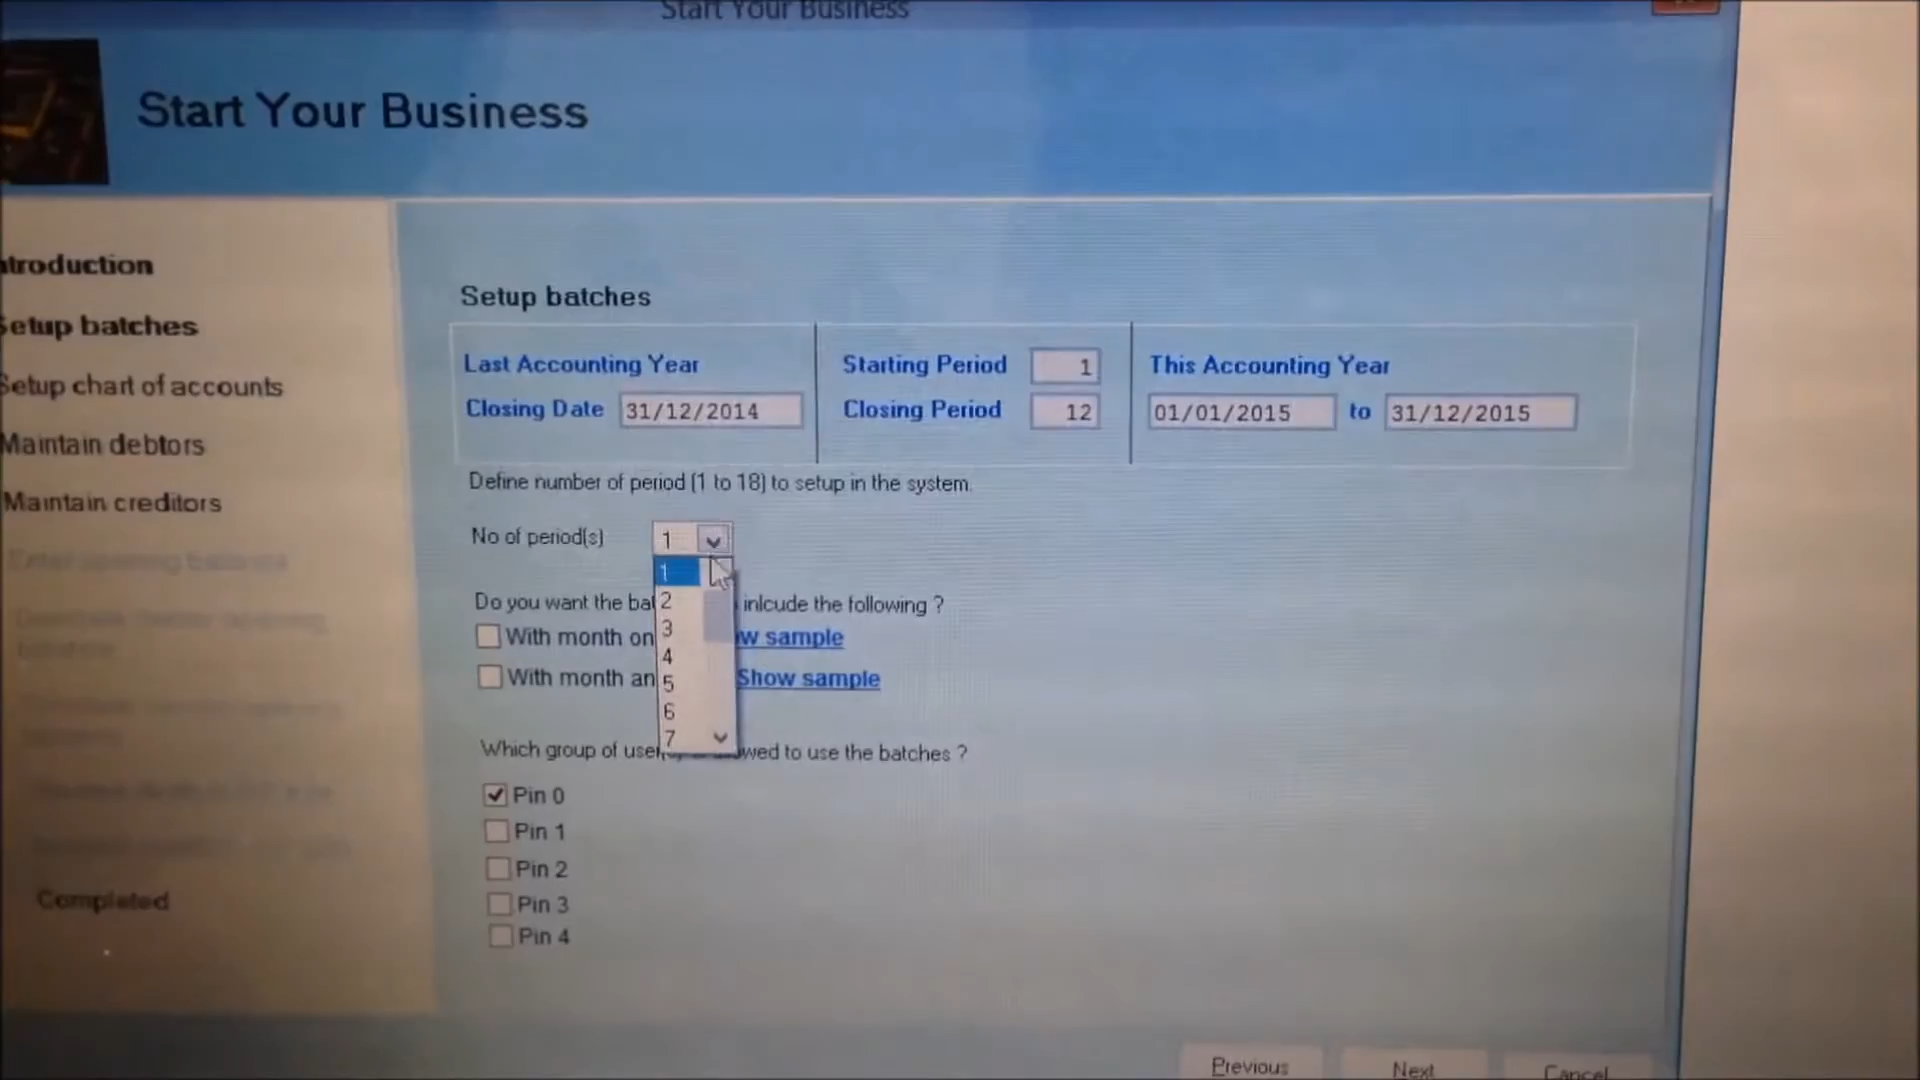 Start Your Business
Start Your Business
ntroduction
Setup batches
Setup chart of accounts
Maintain debtors
Maintain creditors
Completed
Setup batches
Last Accounting Year
Closing Date 31/12/2014
Starting Period 1
Closing Period 12
This Accounting Year
01/01/2015 to 31/12/2015
Define number of period (1 to 18) to setup in the system.
No of period(s) 1
1
2
3
4
5
6
7
Do you want the bat inlcude the following ?
With month on w sample
With month an Show sample
Which group of user wed to use the batches ?
Pin 0
Pin 1
Pin 2
Pin 3
Pin 4
Previous
Next
Cancel